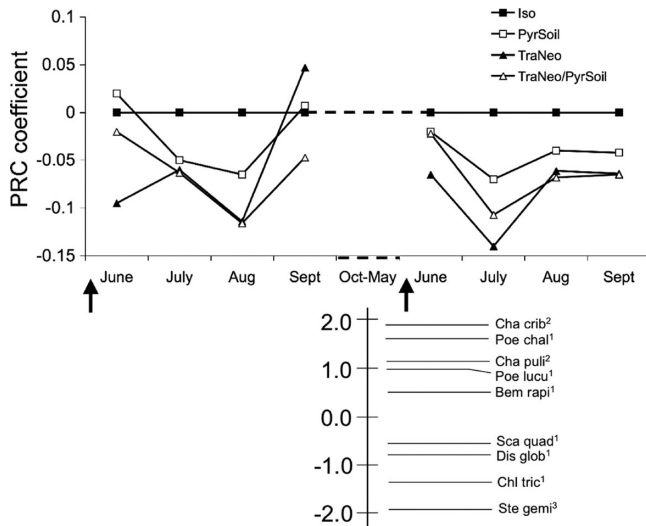 Iso
PyrSoil
TraNeo
TraNeo/PyrSoil
PRC coefficient
0.1
0.05
0
-0.05
-0.1
-0.15
June July Aug Sept Oct-May June July Aug Sept
2.0
1.0
0.0
-1.0
-2.0
Cha crib²
Poe chal¹
Cha puli²
Poe lucu¹
Bem rapi¹
Sca quad¹
Dis glob¹
Chl tric¹
Ste gemi³